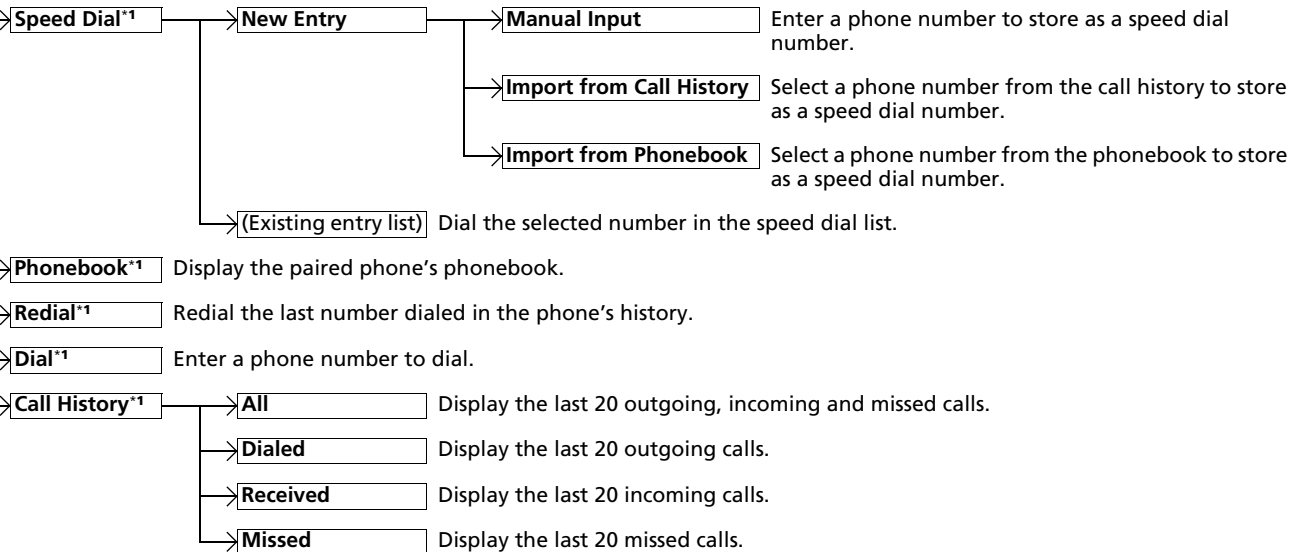 Speed Dial*1 New Entry Manual Input Enter a phone number to store as a speed dial
number.
Import from Call History Select a phone number from the call history to store
as a speed dial number.
Import from Phonebook Select a phone number from the phonebook to store
as a speed dial number.
(Existing entry list) Dial the selected number in the speed dial list.
Phonebook*1 Display the paired phone’s phonebook.
Redial*1 Redial the last number dialed in the phone’s history.
Dial*1 Enter a phone number to dial.
Call History*1 All Display the last 20 outgoing, incoming and missed calls.
Dialed Display the last 20 outgoing calls.
Received Display the last 20 incoming calls.
Missed Display the last 20 missed calls.